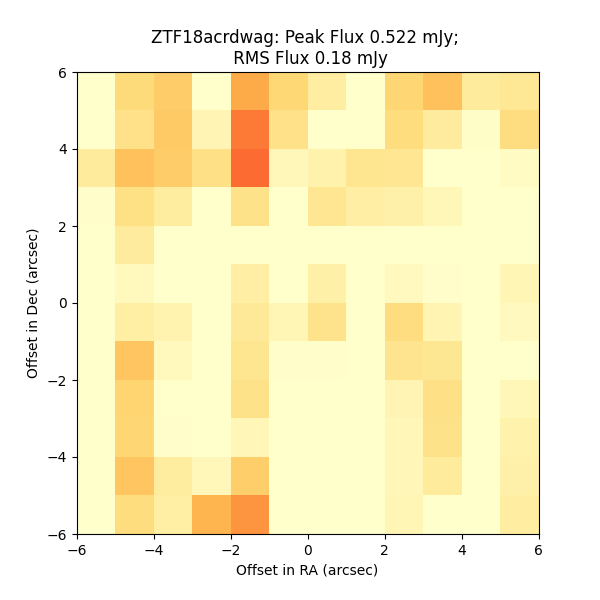 ZTF18acrdwag: Peak Flux 0.522 mJy;
RMS Flux 0.18 mJy
6
4
2
0
−2
−4
−6
Offset in Dec (arcsec)
−6 −4 −2 0 2 4 6
Offset in RA (arcsec)